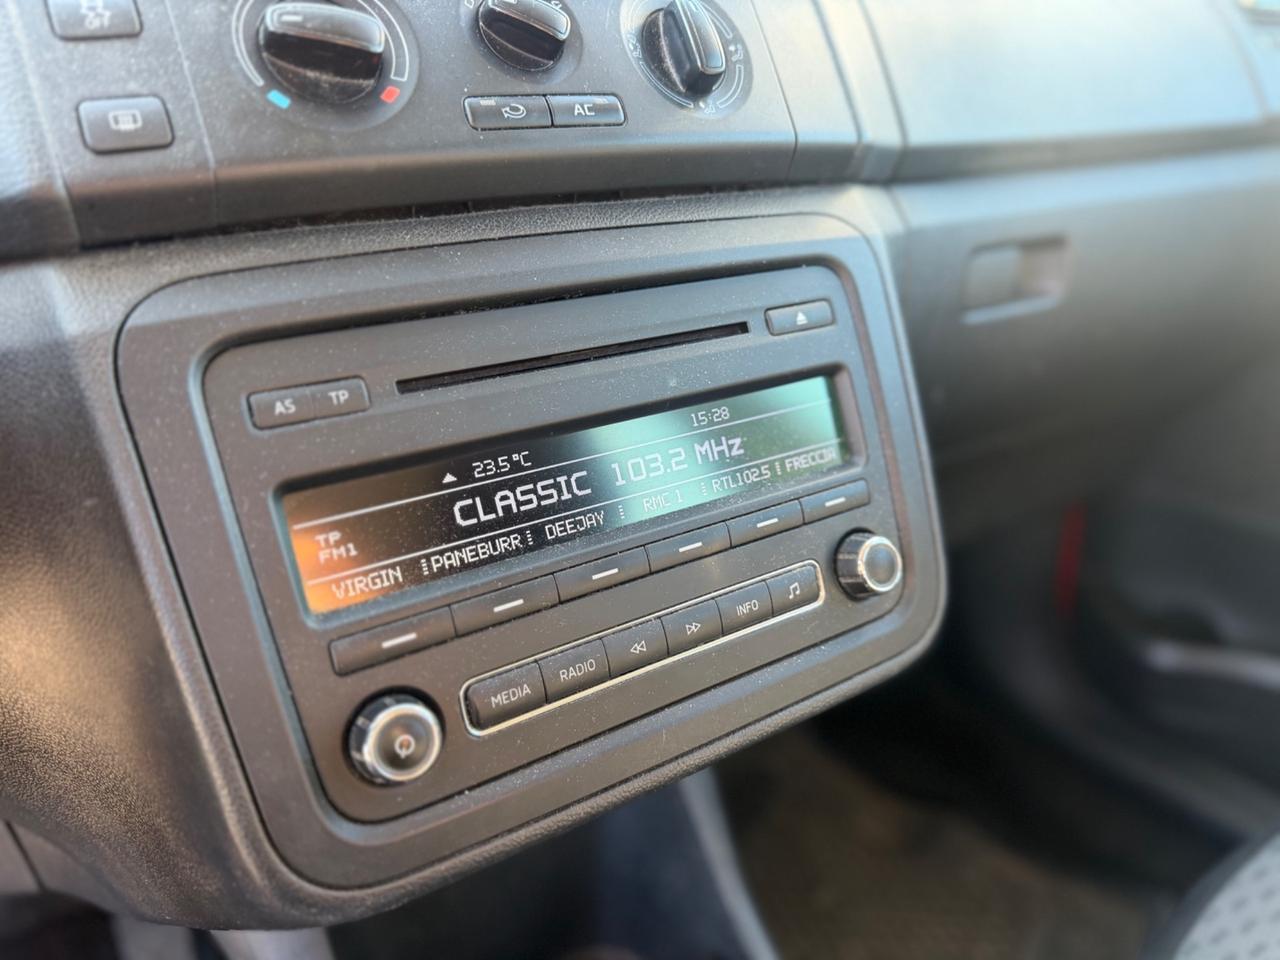 OFF
AC
AS TP
15:28
23.5°C
CLASSIC 103.2 MHz
TP
FM1
VIRGIN PANEBURR DEEJAY RMC 1 RTL102.5 FRECCIA
MEDIA RADIO INFO